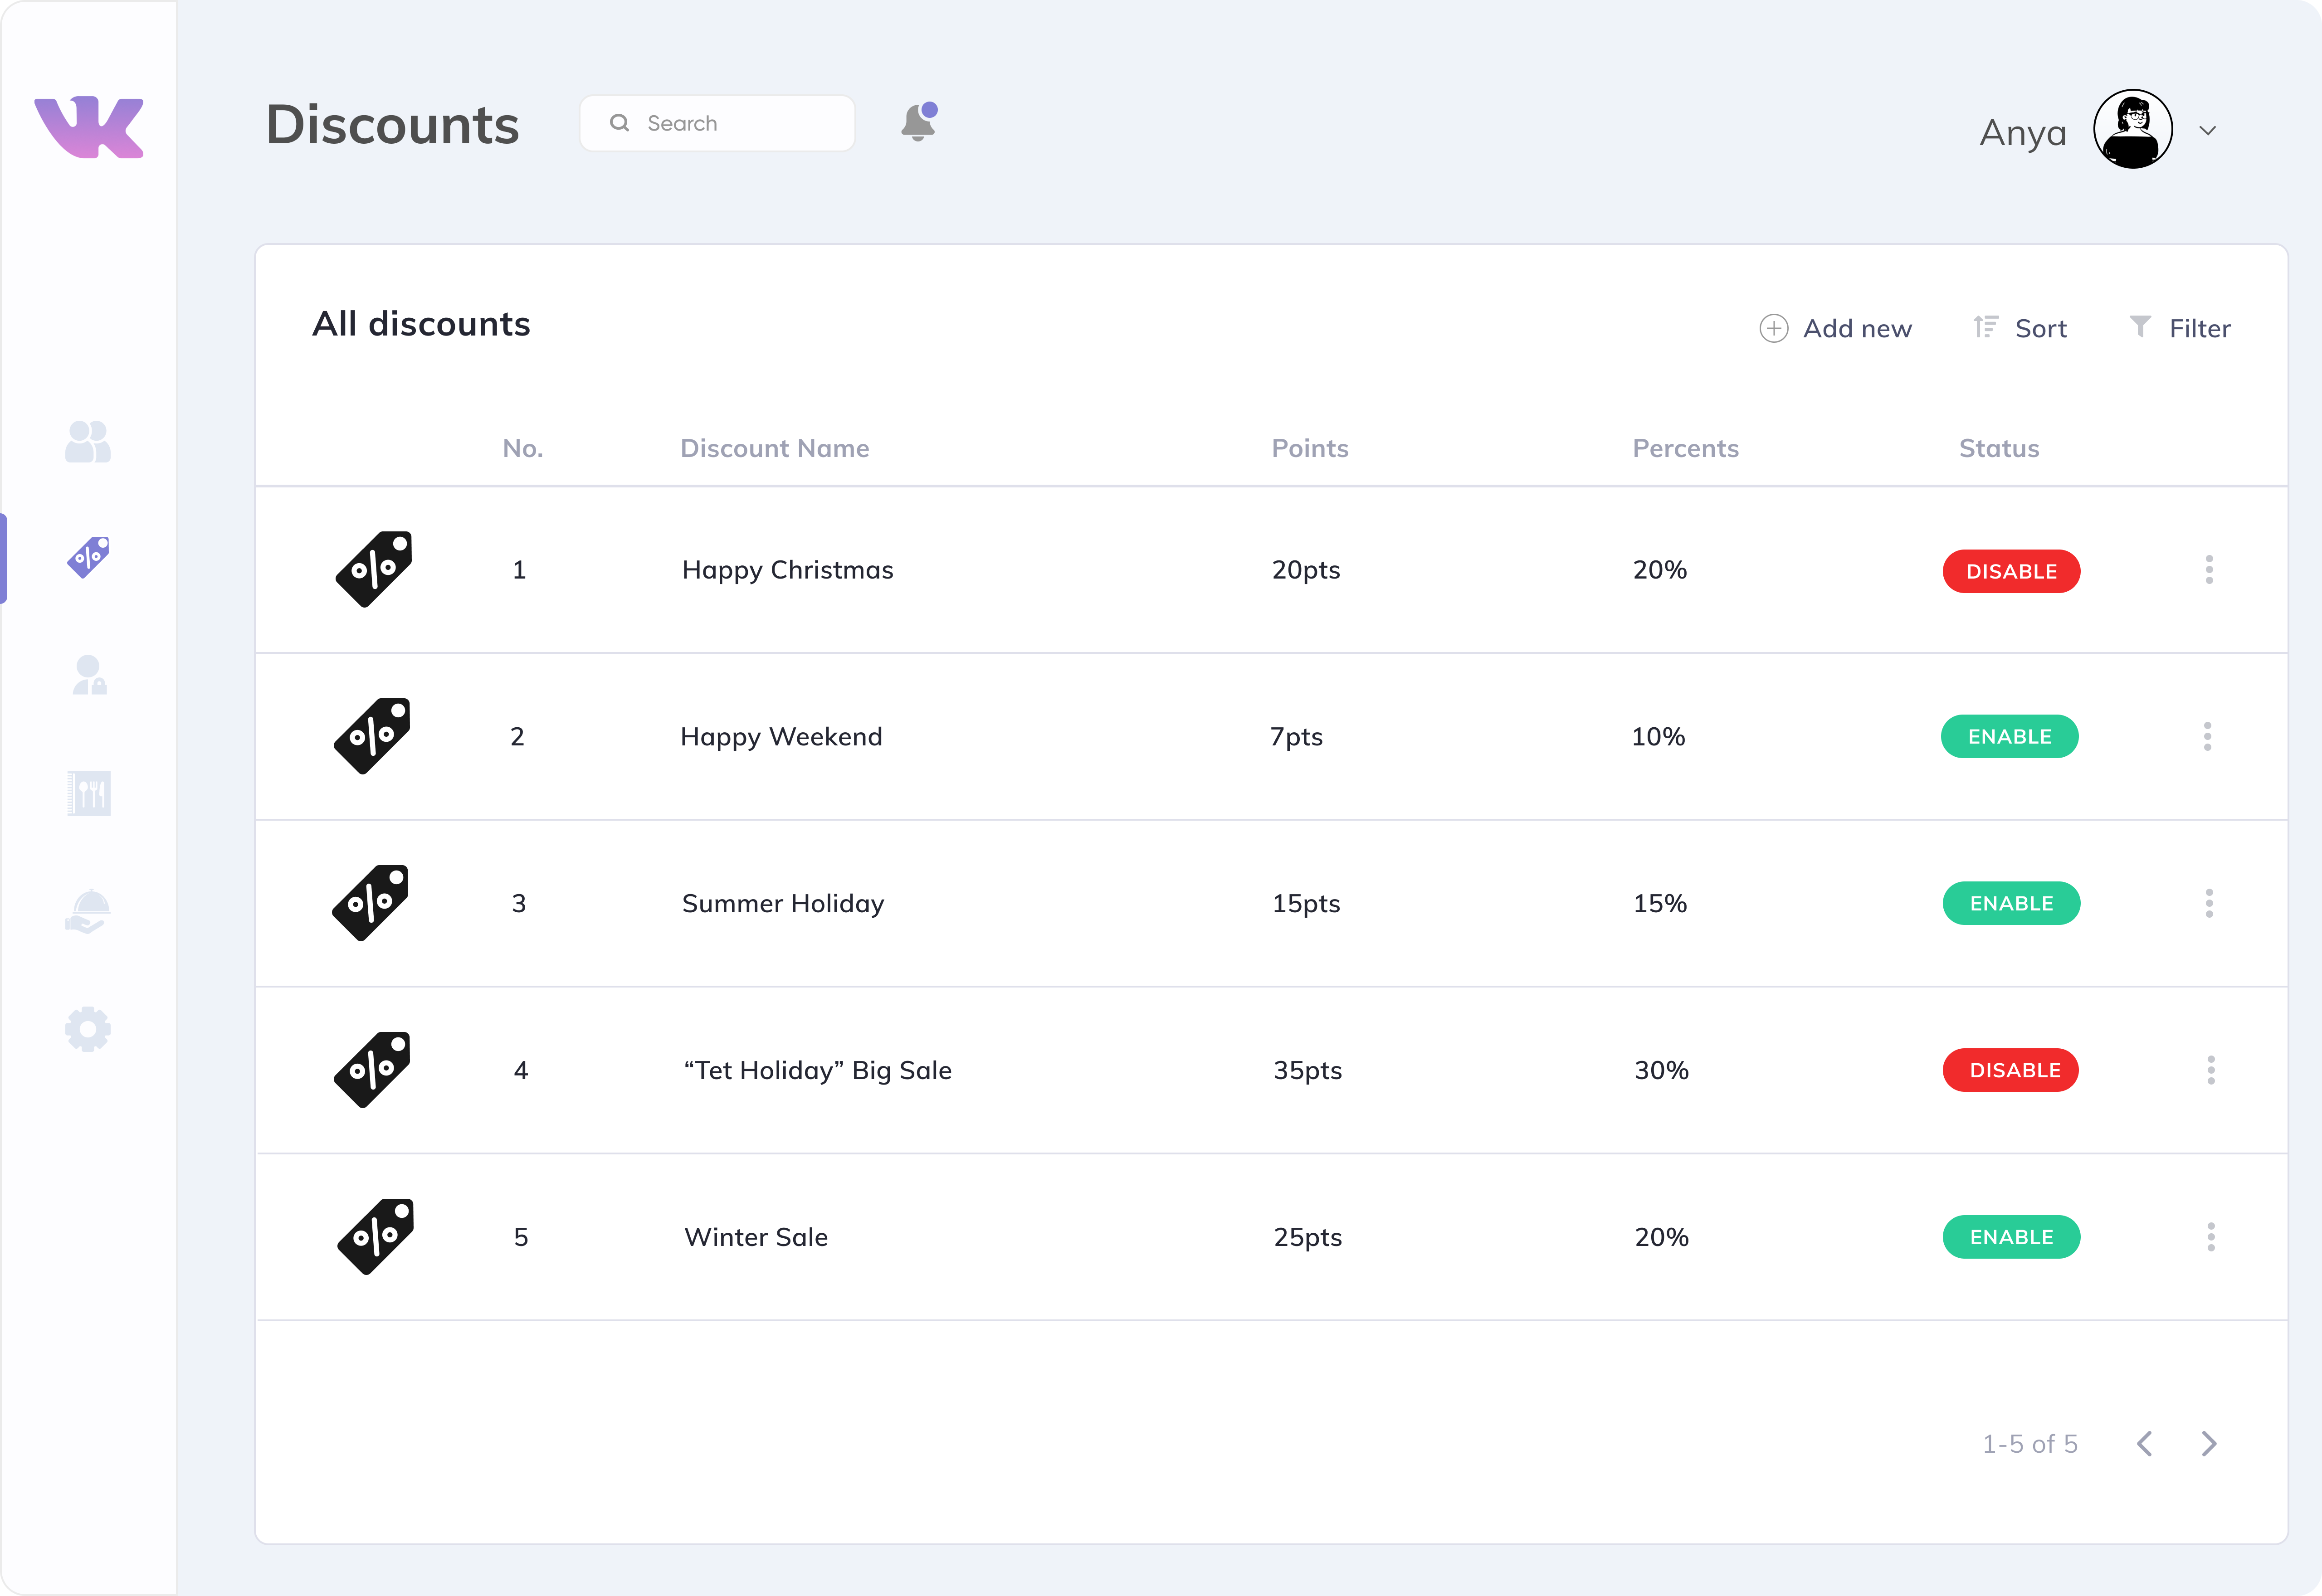 VK
Discounts Search Anya
All discounts Add new Sort Filter
No. Discount Name Points Percents Status
1 Happy Christmas 20pts 20% DISABLE
2 Happy Weekend 7pts 10% ENABLE
3 Summer Holiday 15pts 15% ENABLE
4 “Tet Holiday” Big Sale 35pts 30% DISABLE
5 Winter Sale 25pts 20% ENABLE
1-5 of 5